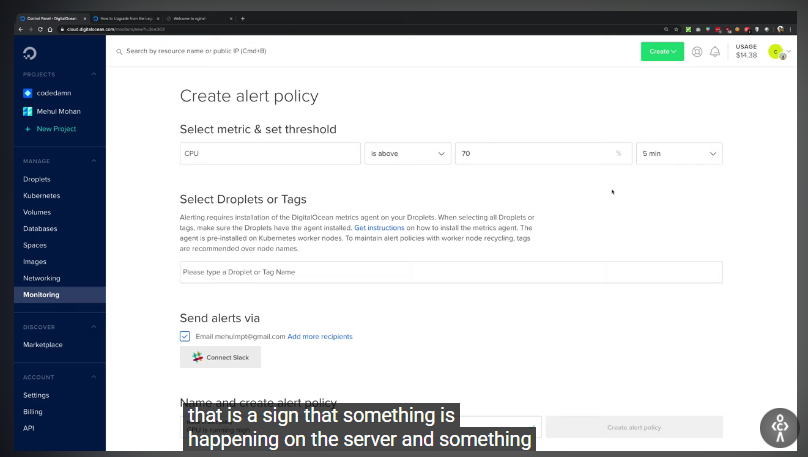 Control Panel - DigitalOcean
How to Upgrade from the Leg
Welcome to nginx!
cloud.digitalocean.com/monitoring/new
Search by resource name or public IP (Cmd+B)
Create
USAGE
$14.38
PROJECTS
codedamn
Mehul Mohan
+ New Project
MANAGE
Droplets
Kubernetes
Volumes
Databases
Spaces
Images
Networking
Monitoring
DISCOVER
Marketplace
ACCOUNT
Settings
Billing
API
Create alert policy
Select metric & set threshold
CPU
is above
70
%
5 min
Select Droplets or Tags
Alerting requires installation of the DigitalOcean metrics agent on your Droplets. When selecting all Droplets or
tags, make sure the Droplets have the agent installed. Get instructions on how to install the metrics agent. The
agent is pre-installed on Kubernetes worker nodes. To maintain alert policies with worker node recycling, tags
are recommended over node names.
Please type a Droplet or Tag Name
Send alerts via
Email mehulmpt@gmail.com Add more recipients
Connect Slack
Name and create alert policy
CPU is running high
Create alert policy
that is a sign that something is
happening on the server and something